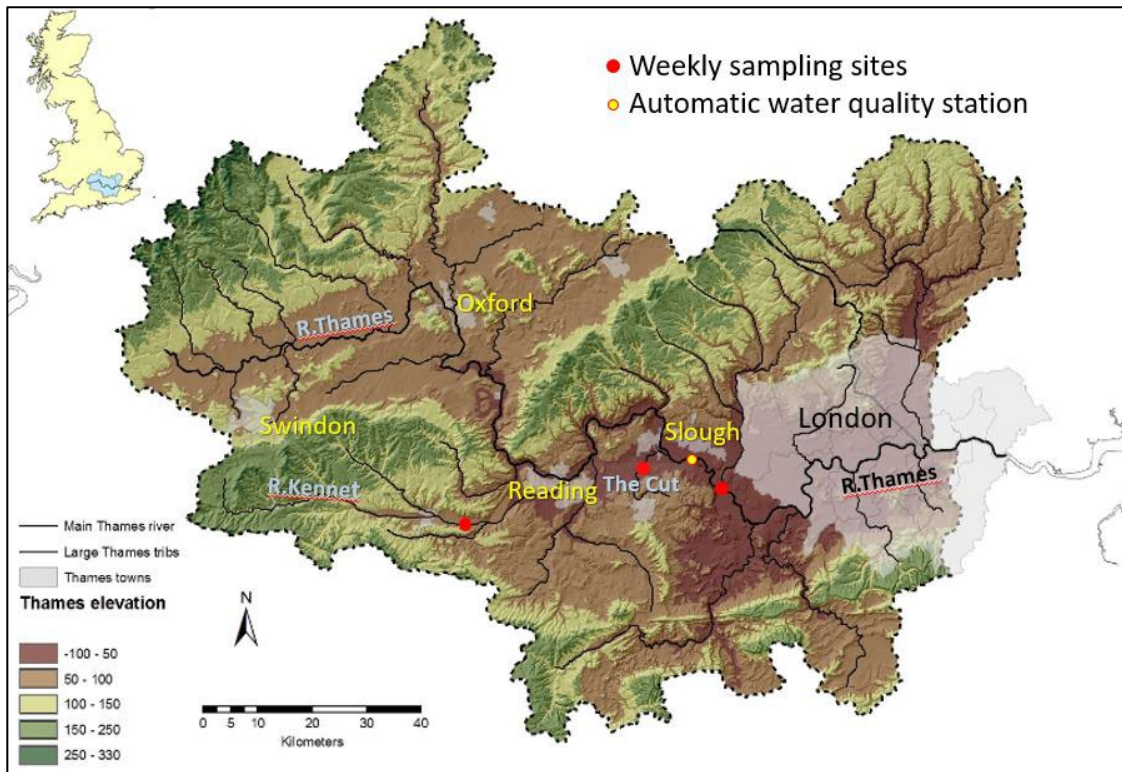 Weekly sampling sites
Automatic water quality station
Oxford
R.Thames
Swindon
Slough
London
R.Kennet
Reading
The Cut
R.Thames
Main Thames river
Large Thames tribs
Thames towns
Thames elevation
-100 - 50
50 - 100
100 - 150
150 - 250
250 - 330
N
0 5 10 20 30 40
Kilometers